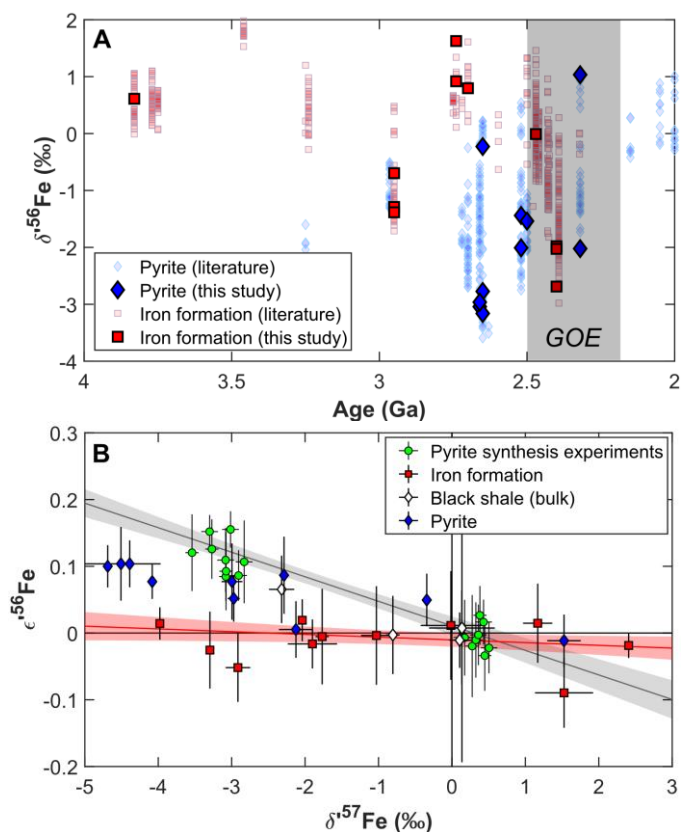 A
δ'⁵⁶Fe (‰)
2
1
0
-1
-2
-3
-4
Pyrite (literature)
Pyrite (this study)
Iron formation (literature)
Iron formation (this study)
GOE
4
3.5
3
2.5
2
Age (Ga)
B
ϵ'⁵⁶Fe
0.3
0.2
0.1
0
-0.1
-0.2
Pyrite synthesis experiments
Iron formation
Black shale (bulk)
Pyrite
-5
-4
-3
-2
-1
0
1
2
3
δ'⁵⁷Fe (‰)